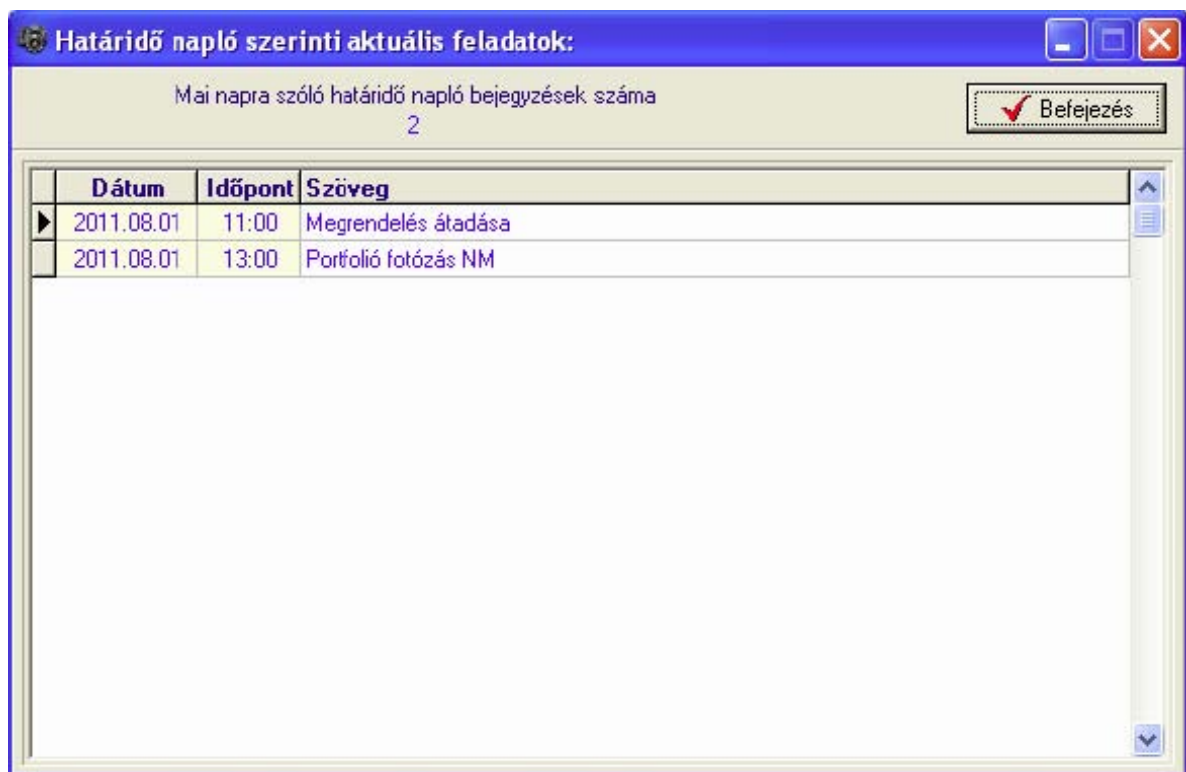 Határidő napló szerinti aktuális feladatok:
Mai napra szóló határidő napló bejegyzések száma
2
Befejezés
Dátum Időpont Szöveg
2011.08.01 11:00 Megrendelés átadása
2011.08.01 13:00 Portfolió fotózás NM